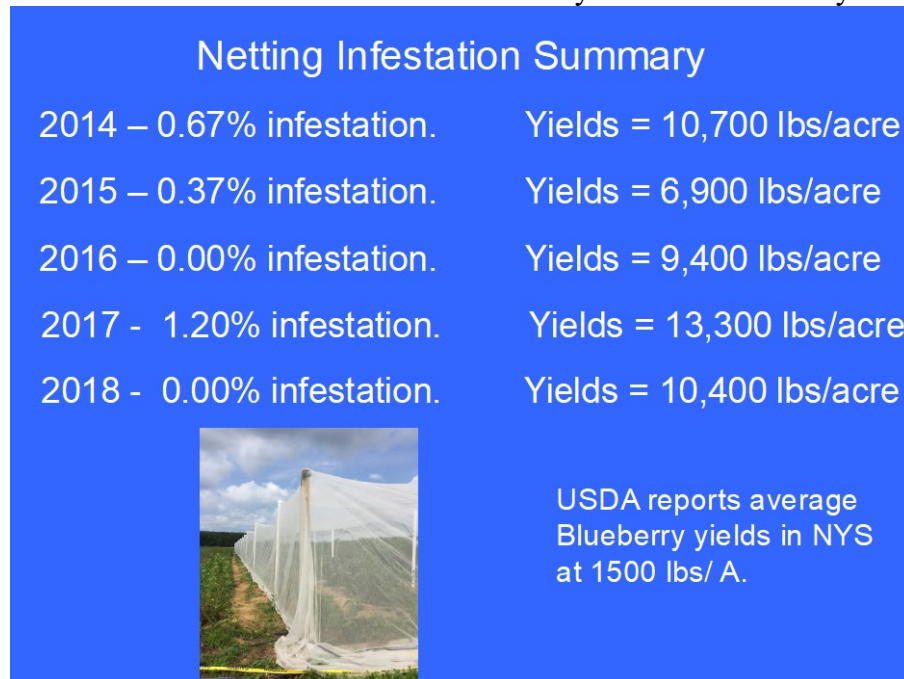 Netting Infestation Summary
2014 – 0.67% infestation. Yields = 10,700 lbs/acre
2015 – 0.37% infestation. Yields = 6,900 lbs/acre
2016 – 0.00% infestation. Yields = 9,400 lbs/acre
2017 - 1.20% infestation. Yields = 13,300 lbs/acre
2018 - 0.00% infestation. Yields = 10,400 lbs/acre
USDA reports average
Blueberry yields in NYS
at 1500 lbs/ A.